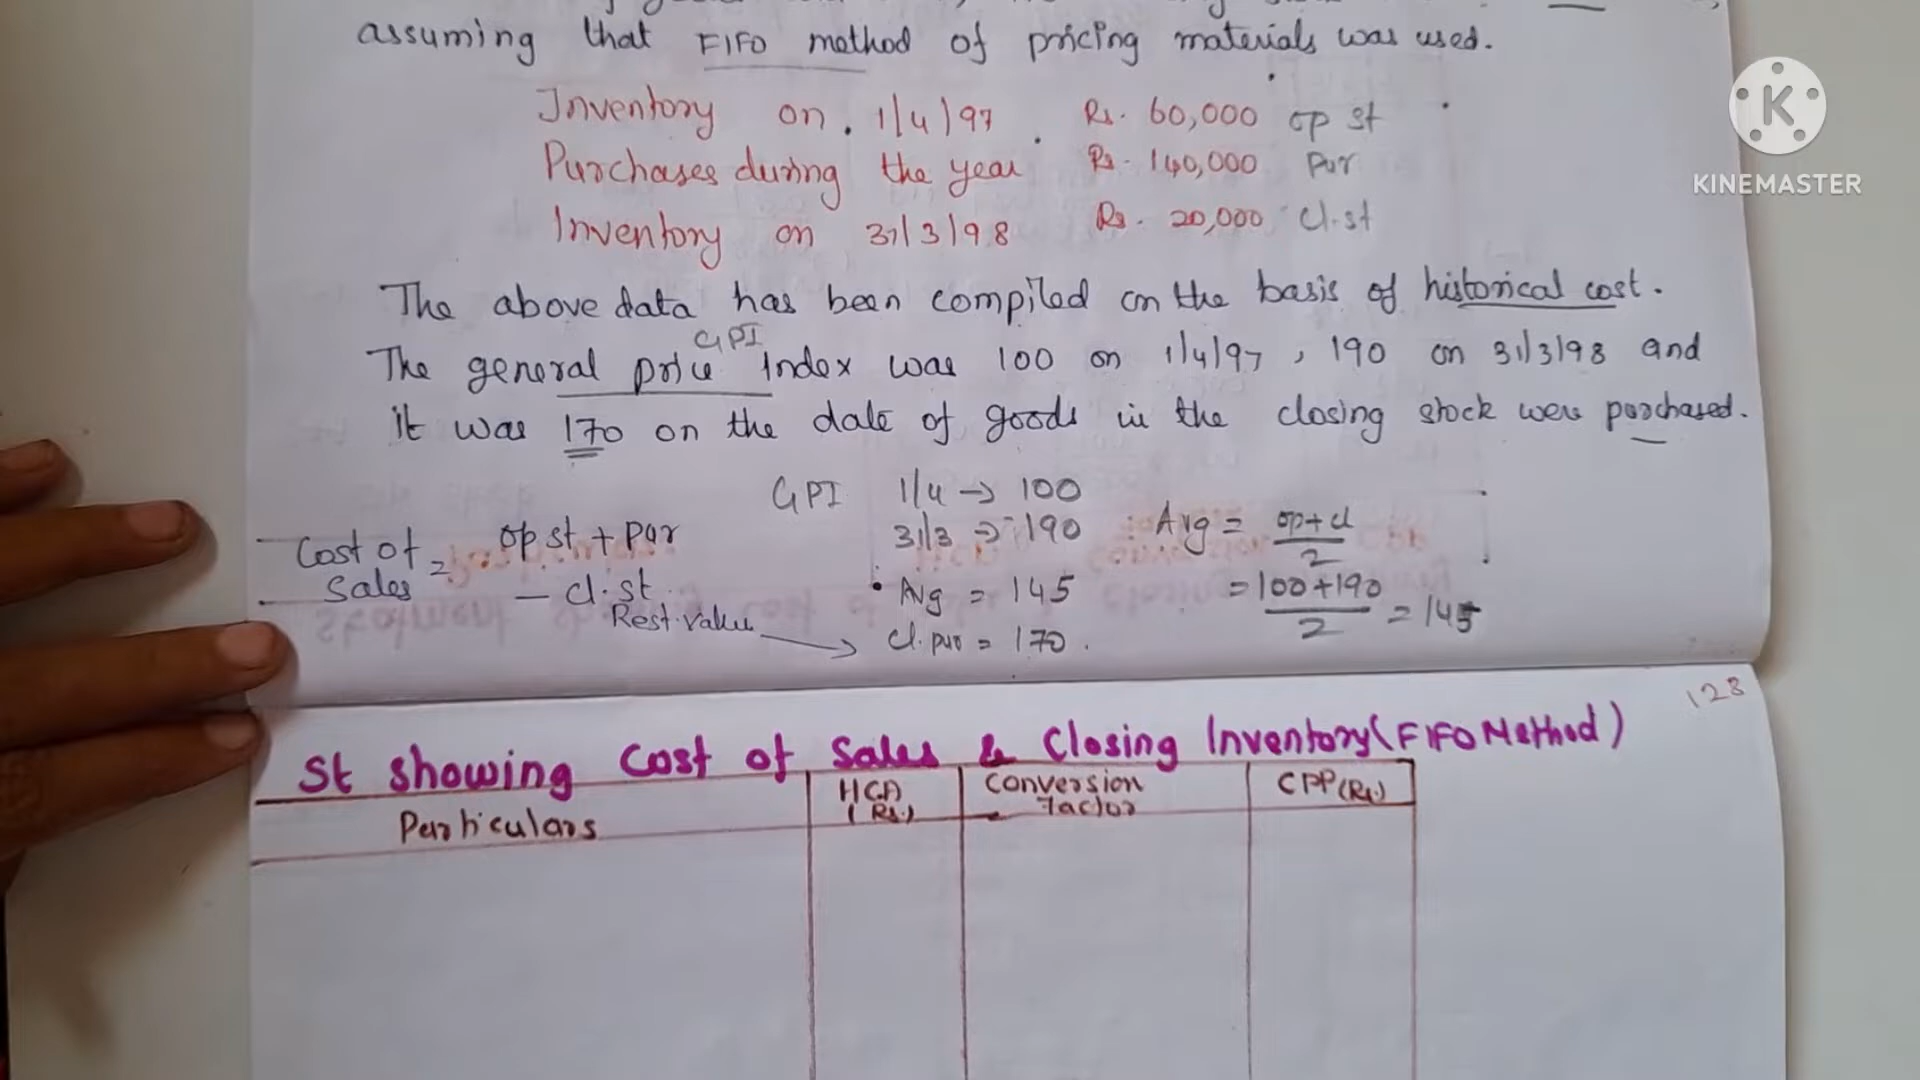 assuming that FIFO method of pricing materials was used.
Inventory on 1/4/97 Rs. 60,000 op st
Purchases during the year Rs. 140,000 Pur
Inventory on 31/3/98 Rs. 20,000 Cl.st
The above data has been compiled on the basis of historical cost.
GPI
The general price index was 100 on 1/4/97, 190 on 31/3/98 and
it was 170 on the date of goods in the closing stock were purchased.
GPI 1/4 -> 100
31/3 => 190
Avg = 145
Cl. pur = 170.
Avg = op+cl/2
= 100+190/2 = 145
Cost of Sales = op st + pur
- cl. st.
Rest. value
128
St showing Cost of Sales & Closing Inventory (FIFO Method)
Particulars HCA (Rs.) Conversion Factor CPP (Rs.)
K
KINEMASTER